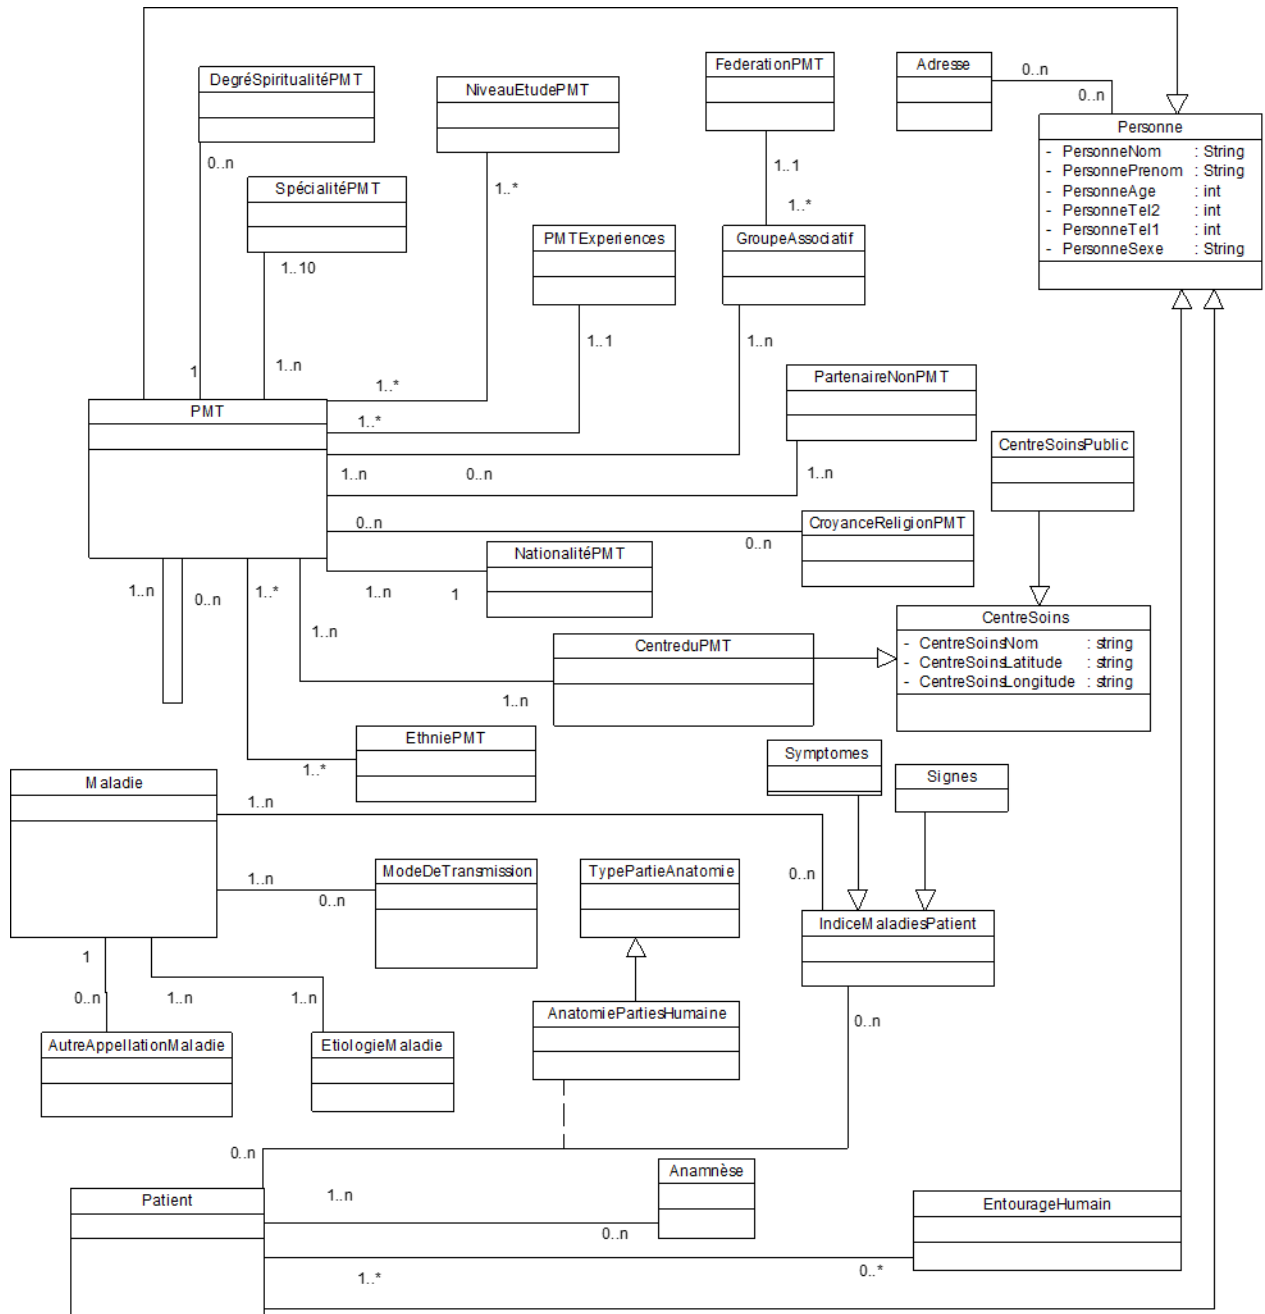 DegréSpiritualitéPMT
NiveauEtudePMT
FederationPMT
Adresse
0..n
0..n
Personne
- PersonneNom : String
- PersonnePrenom : String
- PersonneAge : int
- PersonneTel2 : int
- PersonneTel1 : int
- PersonneSexe : String
0..n
SpécialitéPMT
1..*
1..1
1..*
PMTExperiences
GroupeAssociatif
1..10
1..1
1..n
1
1..n
1..*
PartenaireNonPMT
PMT
1..*
CentreSoinsPublic
1..n
0..n
1..n
0..n
CroyanceReligionPMT
0..n
NationalitéPMT
1..n
0..n
1..*
1..n
1
1..n
CentreSoins
- CentreSoinsNom : string
- CentreSoinsLatitude : string
- CentreSoinsLongitude : string
CentreduPMT
1..n
EthniePMT
1..*
Symptomes
Signes
Maladie
1..n
ModeDeTransmission
TypePartieAnatomie
1..n
0..n
0..n
IndiceMaladiesPatient
1
0..n
1..n
1..n
AnatomiePartiesHumaine
0..n
AutreAppellationMaladie
EtiologieMaladie
0..n
Anamnèse
Patient
1..n
0..n
EntourageHumain
1..*
0..*